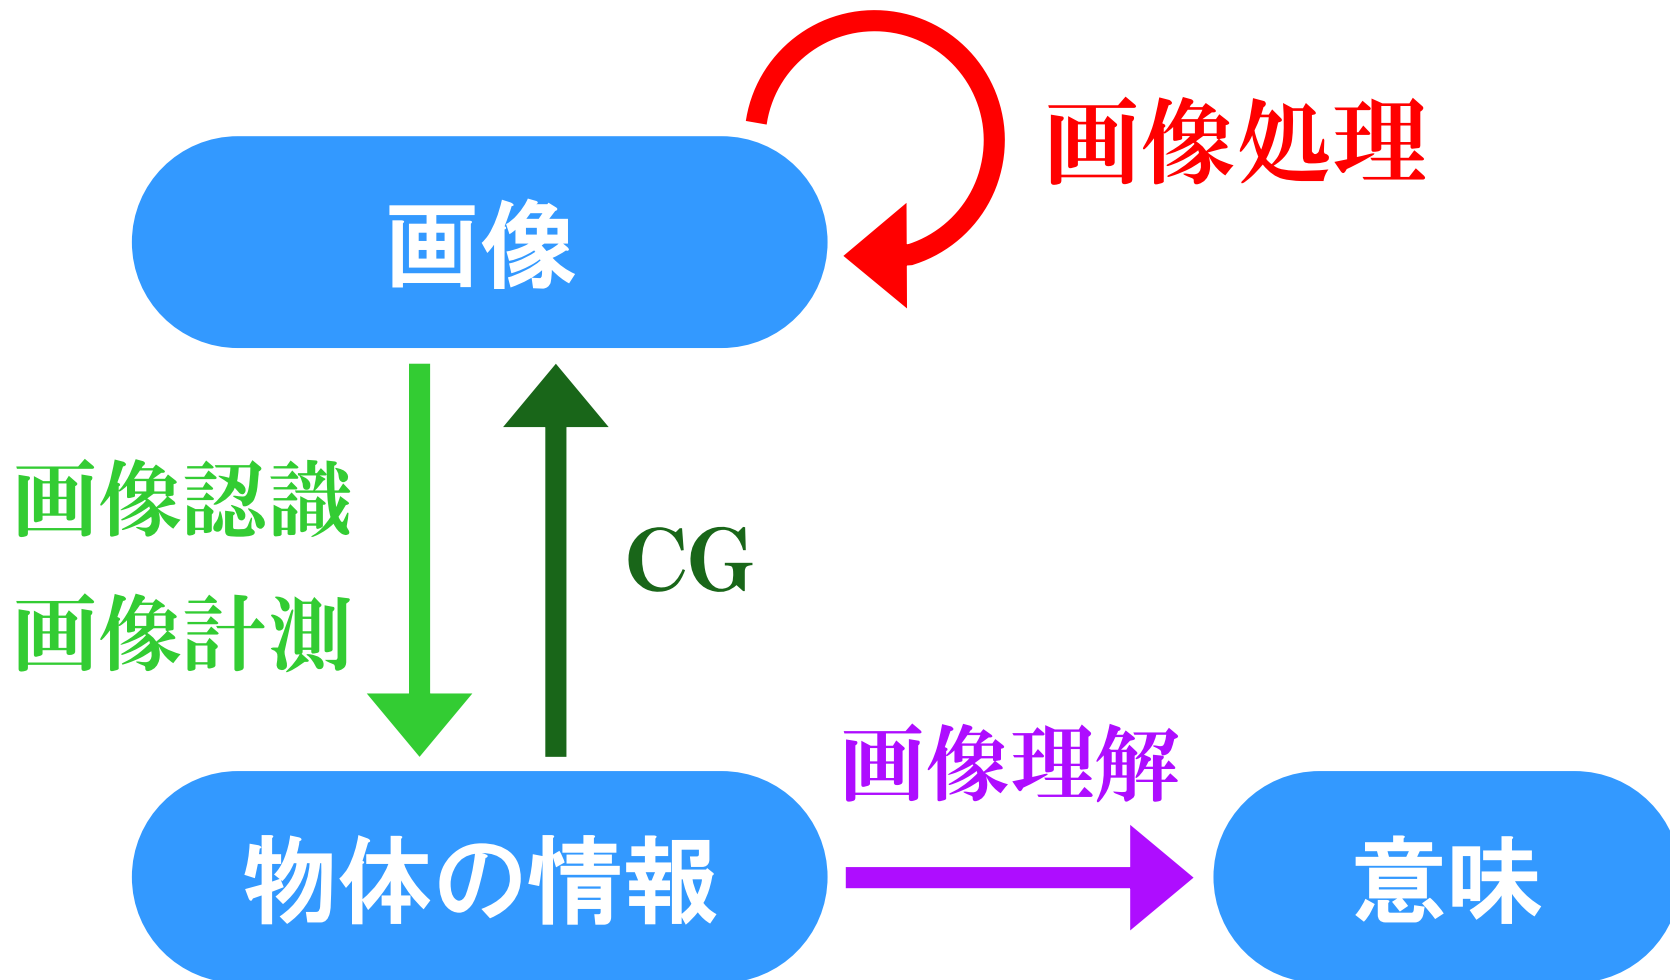 画像処理
画像
画像認識
画像計測
CG
画像理解
物体の情報
意味